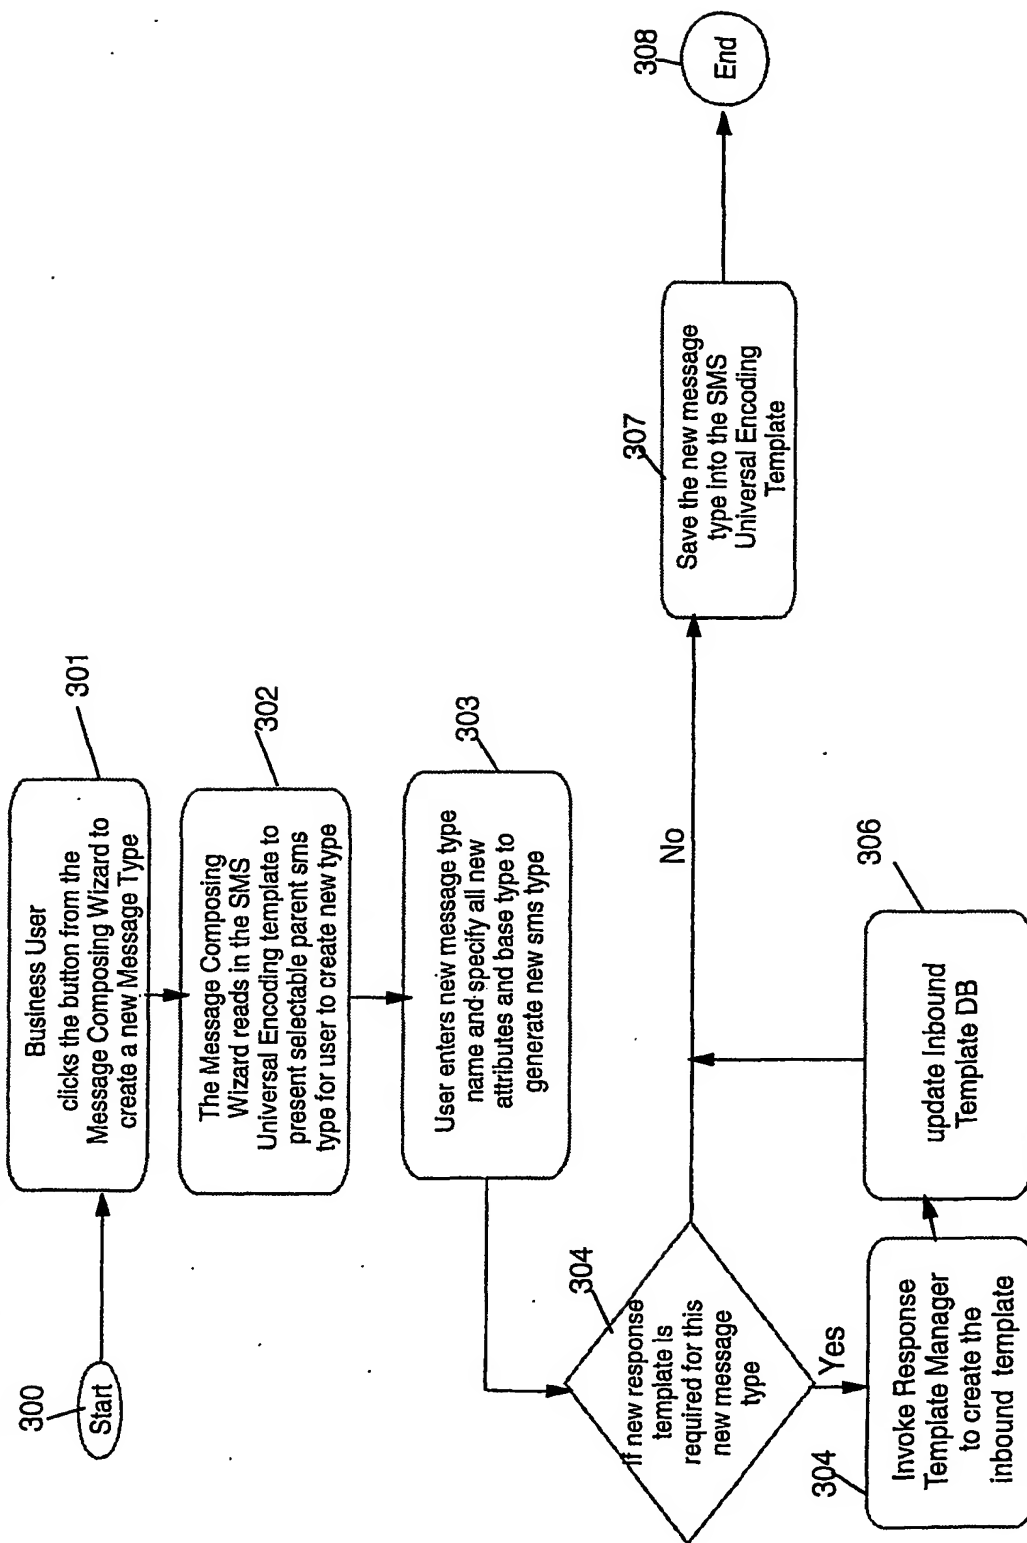 300
Start
301
Business User
clicks the button from the
Message Composing Wizard to
create a new Message Type
302
The Message Composing
Wizard reads in the SMS
Universal Encoding template to
present selectable parent sms
type for user to create new type
303
User enters new message type
name and specify all new
attributes and base type to
generate new sms type
304
If new response
template is
required for this
new message
type
Yes
304
Invoke Response
Template Manager
to create the
inbound template
306
update Inbound
Template DB
No
307
Save the new message
type into the SMS
Universal Encoding
Template
308
End